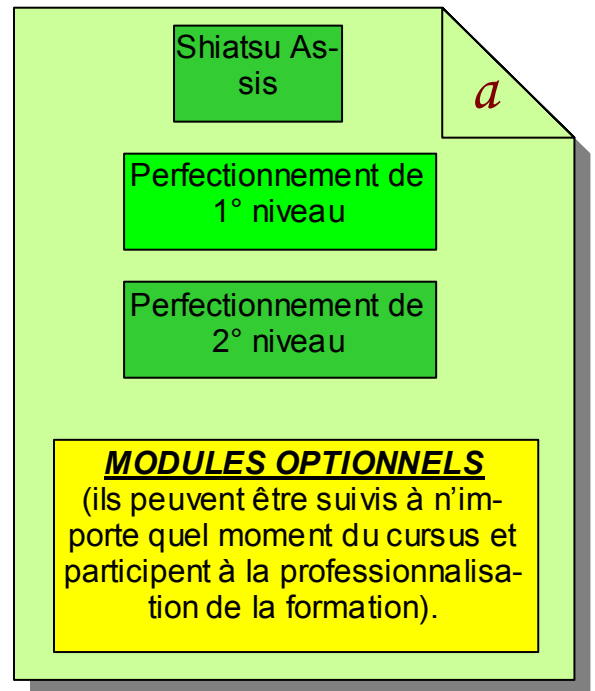 Shiatsu As-
sis
a
Perfectionnement de
1° niveau
Perfectionnement de
2° niveau
MODULES OPTIONNELS
(ils peuvent être suivis à n’im-
porte quel moment du cursus et
participent à la professionnalisa-
tion de la formation).